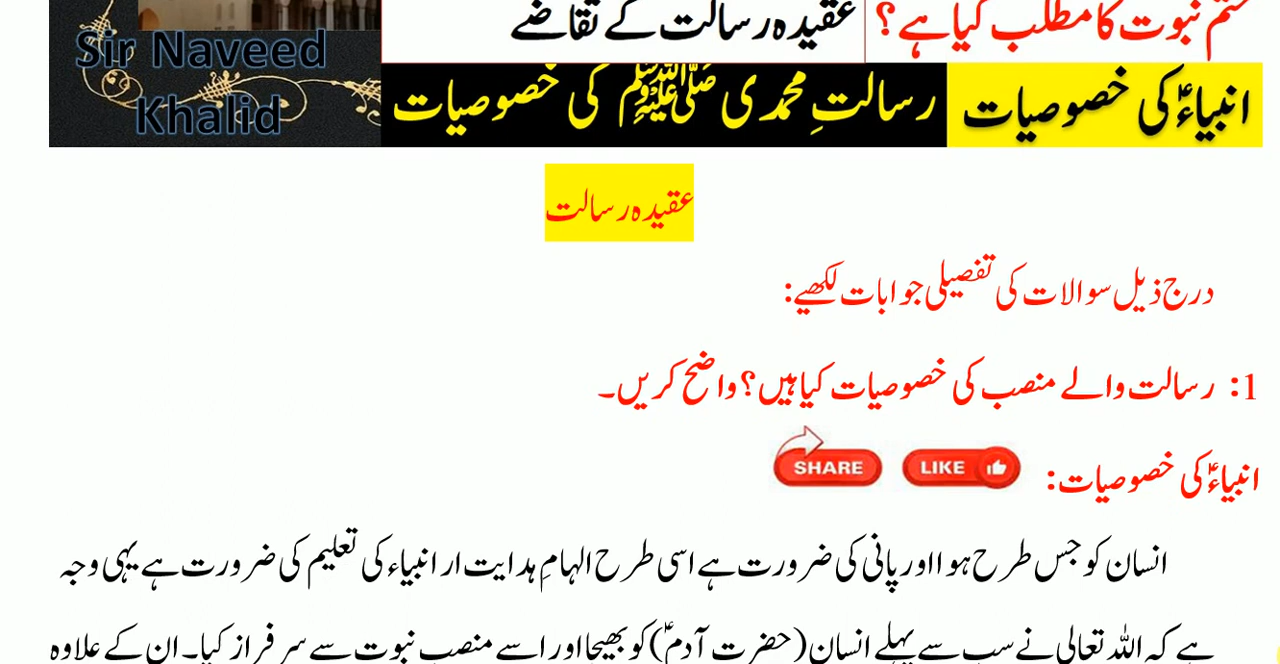 ختم نبوت کا مطلب کیا ہے؟
عقیدہ رسالت کے تقاضے
Sir Naveed
Khalid
انبیاءؑ کی خصوصیات
رسالتِ محمدی ﷺ کی خصوصیات
عقیدہ رسالت
درج ذیل سوالات کی تفصیلی جوابات لکھیے:
1: رسالت والے منصب کی خصوصیات کیا ہیں؟ واضح کریں۔
انبیاءؑ کی خصوصیات:
LIKE
SHARE
انسان کو جس طرح ہوا اور پانی کی ضرورت ہے اسی طرح الہامِ ہدایت ار انبیاء کی تعلیم کی ضرورت ہے یہی وجہ
ہے کہ اللہ تعالی نے سب سے پہلے انسان (حضرت آدمؑ) کو بھیجا اور اسے منصب نبوت سے سرفراز کیا۔ ان کے علاوہ